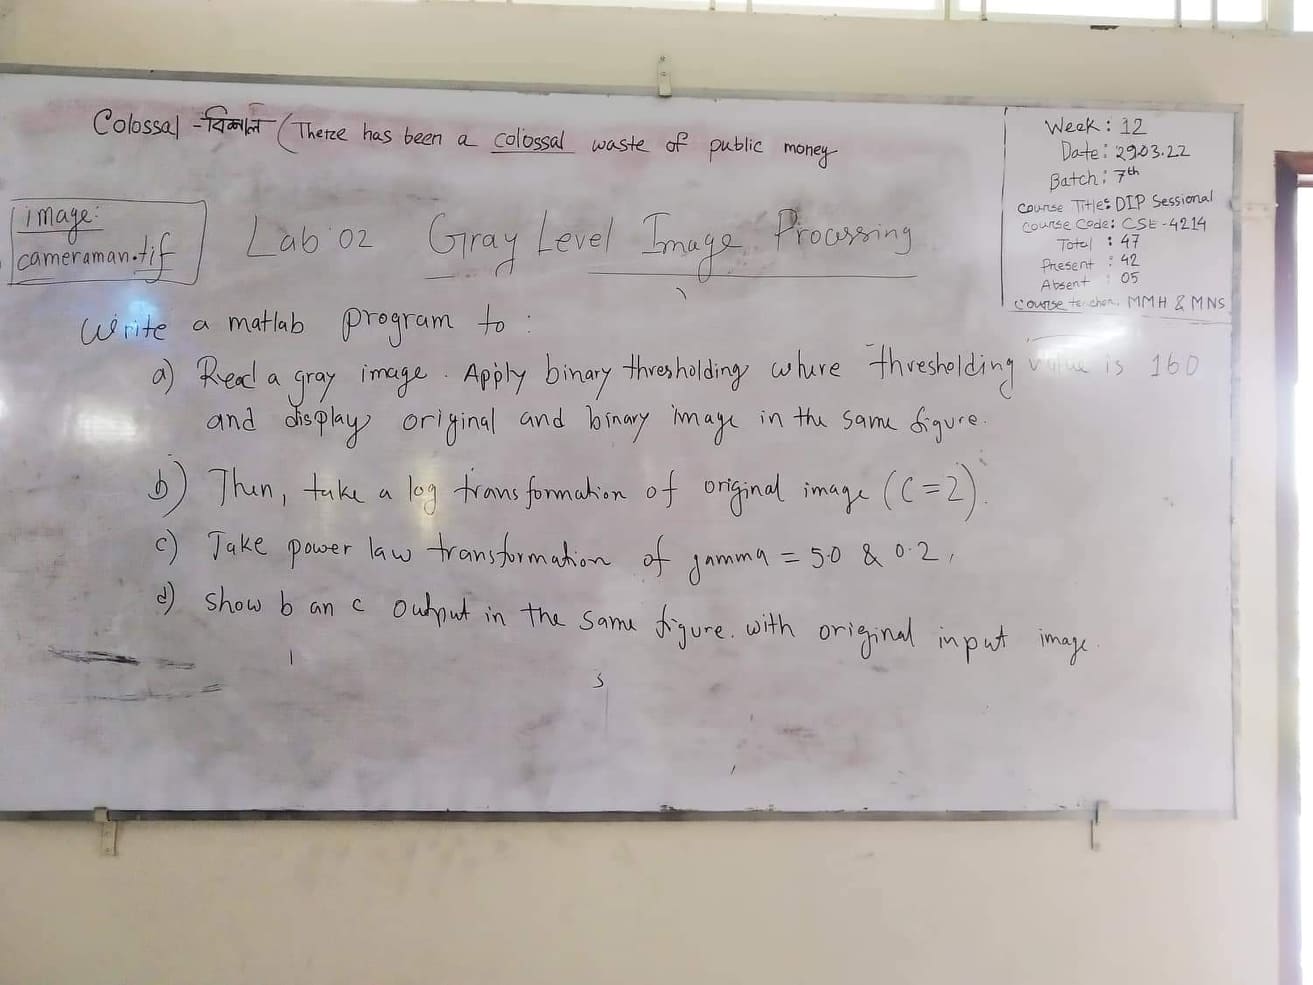 Colossal - বিশাল (There has been a colossal waste of public money
Week: 12
Date: 29.03.22
Batch: 7th
Course Title: DIP Sessional
Course Code: CSE-4214
Total : 47
Present : 42
Absent : 05
Course teacher: MMH & MNS
image:
cameraman.tif
Lab 02 Gray Level Image Processing
Write a matlab program to :
a) Read a gray image. Apply binary thresholding where thresholding value is 160
and display original and binary image in the same figure.
b) Then, take a log transformation of original image (C=2).
c) Take power law transformation of gamma = 5.0 & 0.2,
d) Show b an c output in the same figure. with original input image.